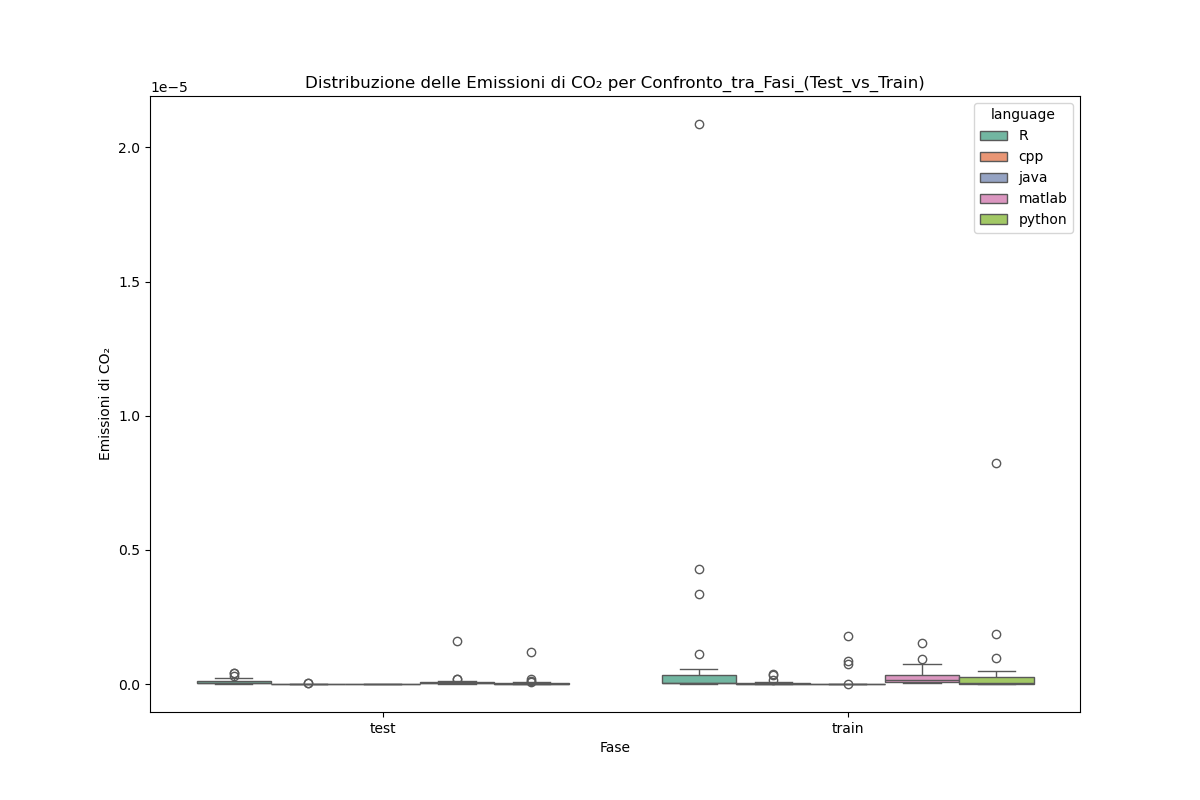 Distribuzione delle Emissioni di CO₂ per Confronto_tra_Fasi_(Test_vs_Train)
1e−5
language
R
cpp
java
matlab
python
2.0
1.5
1.0
0.5
0.0
Emissioni di CO₂
test
train
Fase